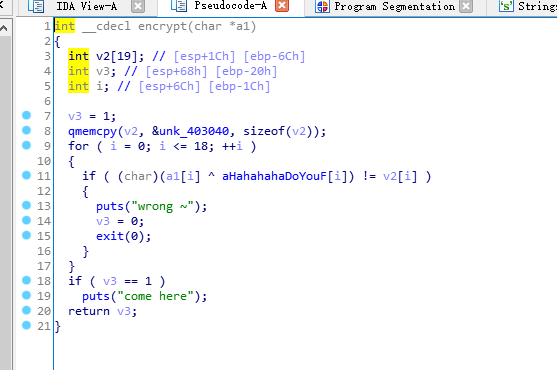 IDA View-A Pseudocode-A Program Segmentation Strings
1 int __cdecl encrypt(char *a1)
2 {
3 int v2[19]; // [esp+1Ch] [ebp-6Ch]
4 int v3; // [esp+68h] [ebp-20h]
5 int i; // [esp+6Ch] [ebp-1Ch]
6
7 v3 = 1;
8 qmemcpy(v2, &unk_403040, sizeof(v2));
9 for ( i = 0; i <= 18; ++i )
10 {
11 if ( (char)(a1[i] ^ aHahahahaDoYouF[i]) != v2[i] )
12 {
13 puts("wrong ~");
14 v3 = 0;
15 exit(0);
16 }
17 }
18 if ( v3 == 1 )
19 puts("come here");
20 return v3;
21 }